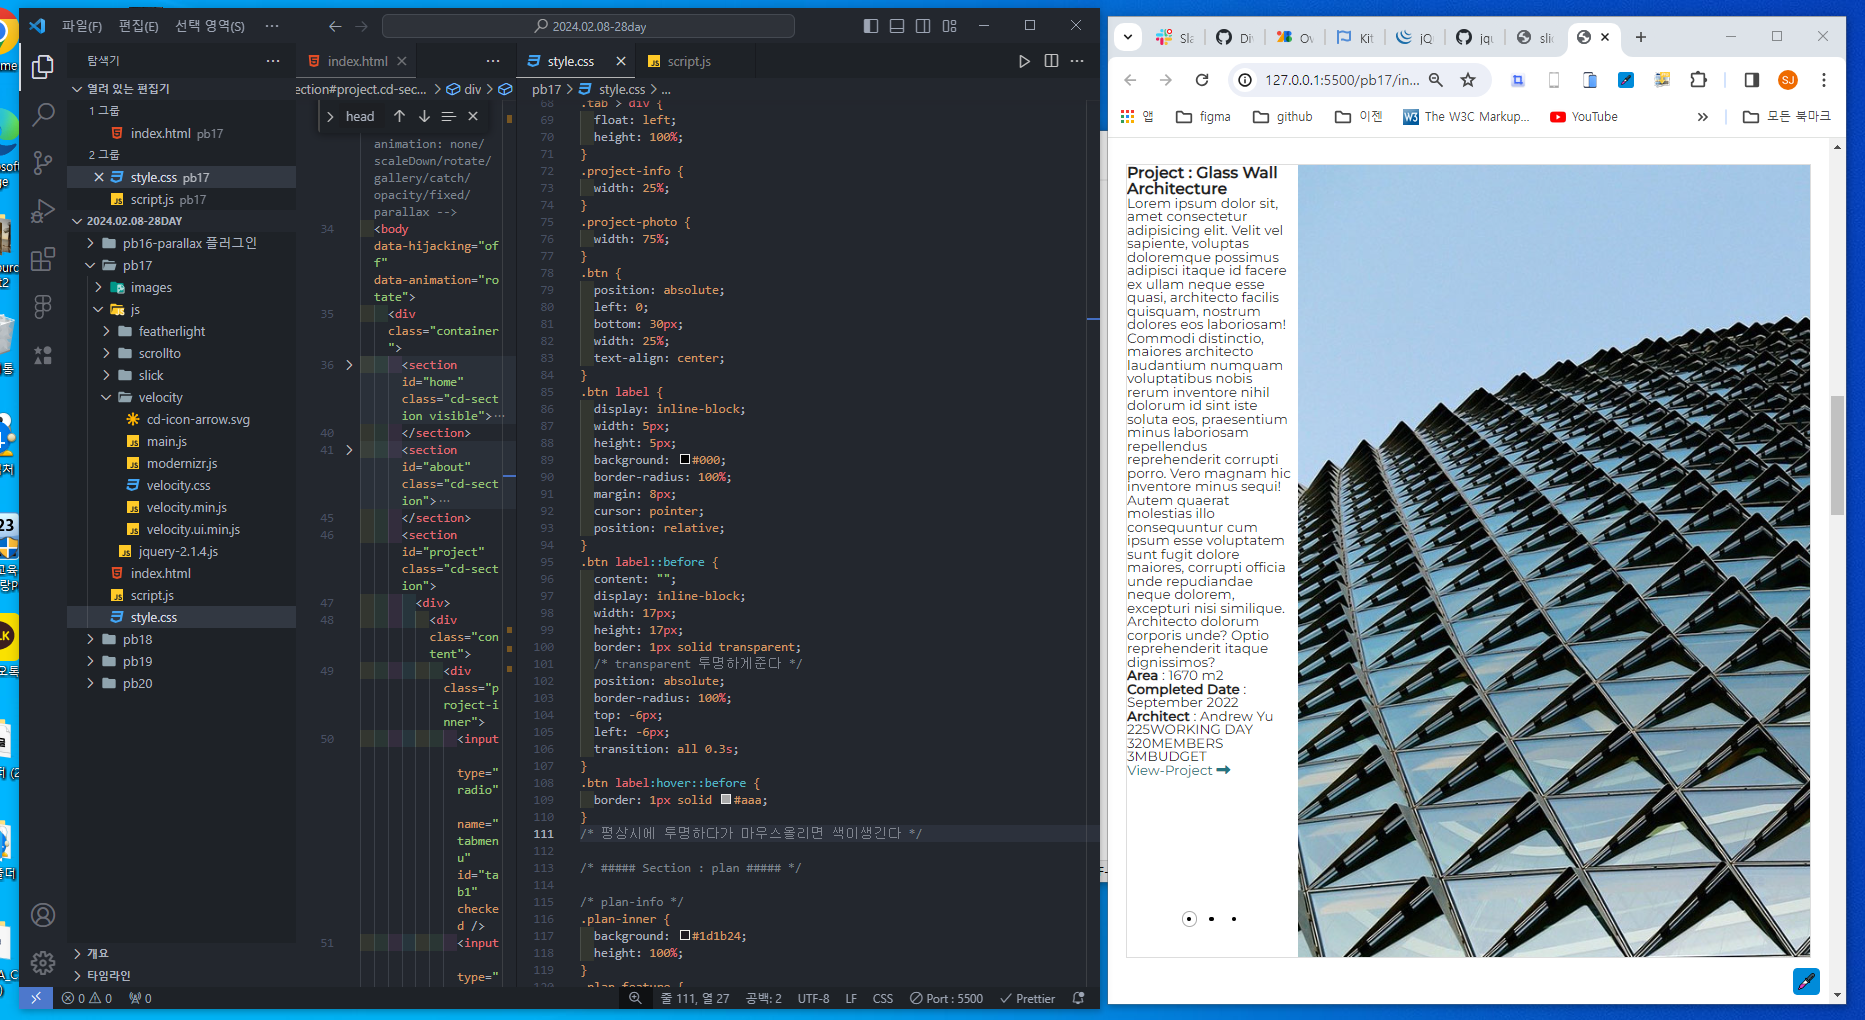 파일(F)
편집(E)
선택 영역(S)
2024.02.08-28day
탐색기
열려 있는 편집기
1 그룹
index.html pb17
2 그룹
style.css pb17
script.js pb17
2024.02.08-28DAY
pb16-parallax 플러그인
pb17
images
js
featherlight
scrollto
slick
velocity
cd-icon-arrow.svg
main.js
modernizr.js
velocity.css
velocity.min.js
velocity.ui.min.js
jquery-2.1.4.js
index.html
script.js
style.css
pb18
pb19
pb20
개요
타임라인
index.html
ection#project.cd-sec... > div >
head
animation: none/
scaleDown/rotate/
gallery/catch/
opacity/fixed/
parallax -->
34 <body
data-hijacking="of
f"
data-animation="ro
tate">
35 <div
class="container
">
36 <section
id="home"
class="cd-sect
ion visible">⋯
40 </section>
41 <section
id="about"
class="cd-sect
ion">⋯
45 </section>
46 <section
id="project"
class="cd-sect
ion">
47 <div>
48 <div
class="con
tent">
49 <div
class="p
roject-i
nner">
50 <input
type="
radio"
name="
tabmen
u"
id="ta
b1"
checke
d />
51 <input
type="
style.css
script.js
pb17 > style.css > ...
68 .tab > div {
69 float: left;
70 height: 100%;
71 }
72 .project-info {
73 width: 25%;
74 }
75 .project-photo {
76 width: 75%;
77 }
78 .btn {
79 position: absolute;
80 left: 0;
81 bottom: 30px;
82 width: 25%;
83 text-align: center;
84 }
85 .btn label {
86 display: inline-block;
87 width: 5px;
88 height: 5px;
89 background: #000;
90 border-radius: 100%;
91 margin: 8px;
92 cursor: pointer;
93 position: relative;
94 }
95 .btn label::before {
96 content: "";
97 display: inline-block;
98 width: 17px;
99 height: 17px;
100 border: 1px solid transparent;
101 /* transparent 투명하게준다 */
102 position: absolute;
103 border-radius: 100%;
104 top: -6px;
105 left: -6px;
106 transition: all 0.3s;
107 }
108 .btn label:hover::before {
109 border: 1px solid #aaa;
110 }
111 /* 평상시에 투명하다가 마우스올리면 색이생긴다 */
112
113 /* ##### Section : plan ##### */
114
115 /* plan-info */
116 .plan-inner {
117 background: #1d1b24;
118 height: 100%;
119 }
120 .plan-feature {
0 0
0
줄 111, 열 27
공백: 2
UTF-8
LF
CSS
Port : 5500
Prettier
Sla
Div
Ov
Kit
jQ
jqu
slic
127.0.0.1:5500/pb17/in...
SJ
앱
figma
github
이젠
The W3C Markup...
YouTube
모든 북마크
Project : Glass Wall
Architecture
Lorem ipsum dolor sit,
amet consectetur
adipisicing elit. Velit vel
sapiente, voluptas
doloremque possimus
adipisci itaque id facere
ex ullam neque esse
quasi, architecto facilis
quisquam, nostrum
dolores eos laboriosam!
Commodi distinctio,
maiores architecto
laudantium numquam
voluptatibus nobis
rerum inventore nihil
dolorum id sint iste
soluta eos, praesentium
minus laboriosam
repellendus
reprehenderit corrupti
porro. Vero magnam hic
inventore minus sequi!
Autem quaerat
molestias illo
consequuntur cum
ipsum esse voluptatem
sunt fugit dolore
maiores, corrupti officia
unde repudiandae
neque dolorem,
excepturi nisi similique.
Architecto dolorum
corporis unde? Optio
reprehenderit itaque
dignissimos?
Area : 1670 m2
Completed Date :
September 2022
Architect : Andrew Yu
225WORKING DAY
320MEMBERS
3MBUDGET
View-Project